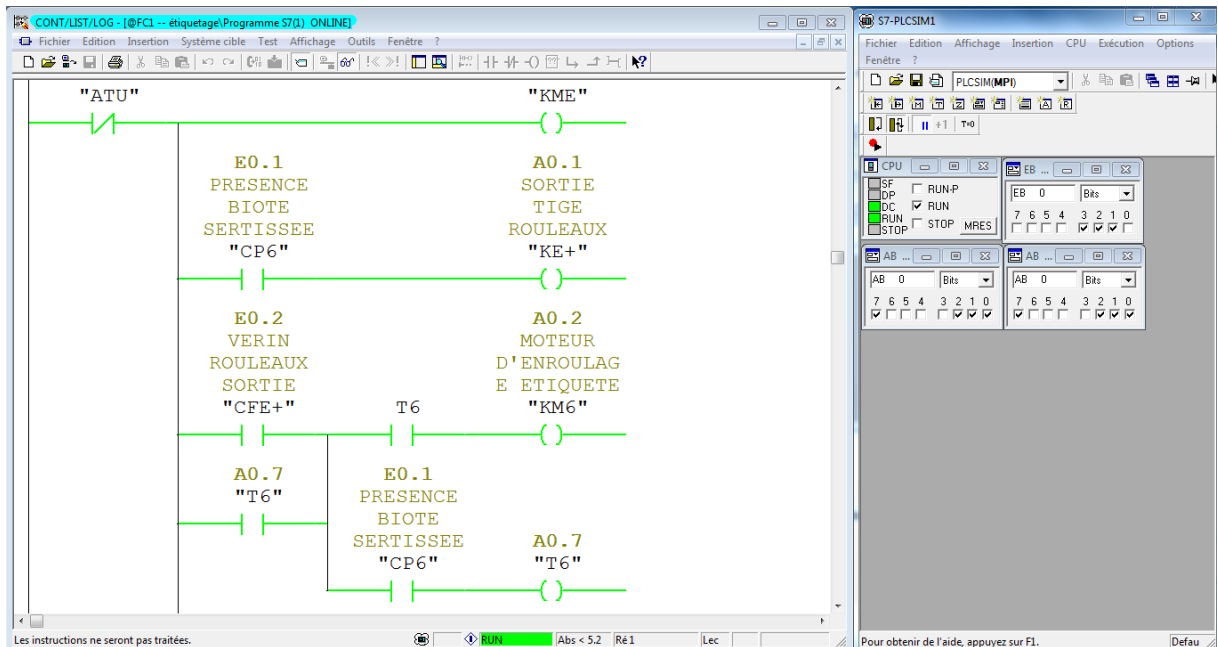 CONT/LIST/LOG - [@FC1 -- étiquetage\Programme S7(1) ONLINE]
Fichier Edition Insertion Système cible Test Affichage Outils Fenêtre ?
"ATU" "KME"
E0.1 A0.1
PRESENCE SORTIE
BIOTE TIGE
SERTISSEE ROULEAUX
"CP6" "KE+"
E0.2 A0.2
VERIN MOTEUR
ROULEAUX D'ENROULAG
SORTIE E ETIQUETE
"CFE+" T6 "KM6"
A0.7 E0.1
"T6" PRESENCE
BIOTE
SERTISSEE A0.7
"CP6" "T6"
Les instructions ne seront pas traitées. RUN Abs < 5.2 Ré 1 Lec
S7-PLCSIM1
Fichier Edition Affichage Insertion CPU Exécution Options
Fenêtre ?
PLCSIM(MPI)
+1 T=0
CPU
SF
DP RUN-P
DC RUN
RUN STOP MRES
STOP
EB ...
EB 0 Bits
7 6 5 4 3 2 1 0
AB ... AB ...
AB 0 Bits AB 0 Bits
7 6 5 4 3 2 1 0 7 6 5 4 3 2 1 0
Pour obtenir de l'aide, appuyez sur F1. Defau